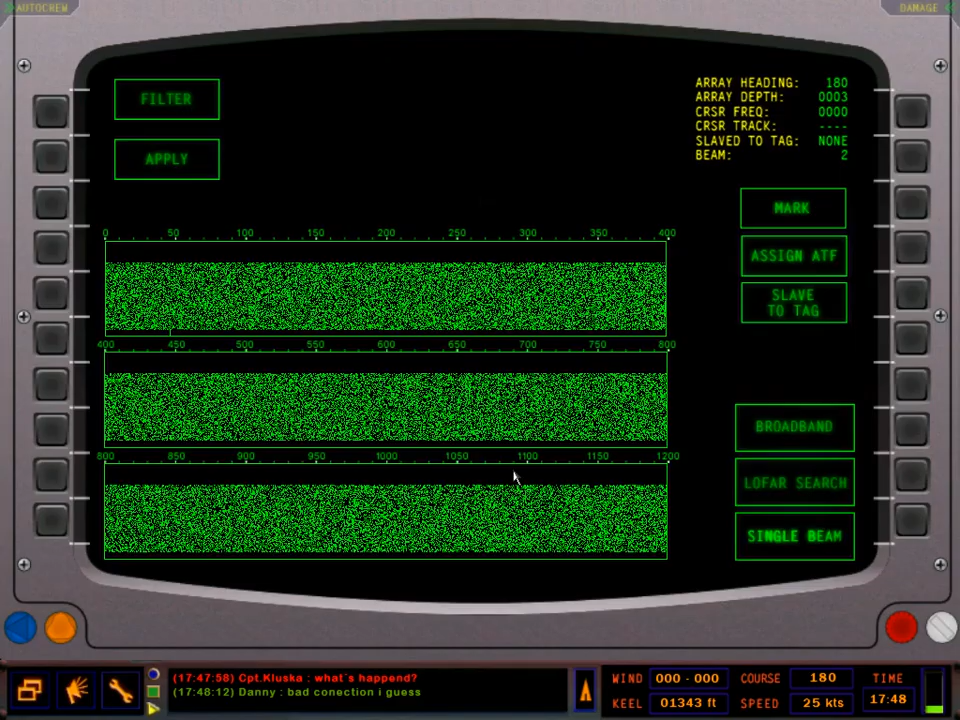 AUTOCREW
DAMAGE
FILTER
APPLY
ARRAY HEADING: 180
ARRAY DEPTH: 0003
CRSR FREQ: 0000
CRSR TRACK: ----
SLAVED TO TAG: NONE
BEAM: 2
MARK
ASSIGN ATF
SLAVE
TO TAG
0 50 100 150 200 250 300 350 400
400 450 500 550 600 650 700 750 800
800 850 900 950 1000 1050 1100 1150 1200
BROADBAND
LOFAR SEARCH
SINGLE BEAM
(17:47:58) Cpt.Kluska : what´s happend?
(17:48:12) Danny : bad conection i guess
WIND 000 - 000 COURSE 180 TIME
KEEL 01343 ft SPEED 25 kts 17:48